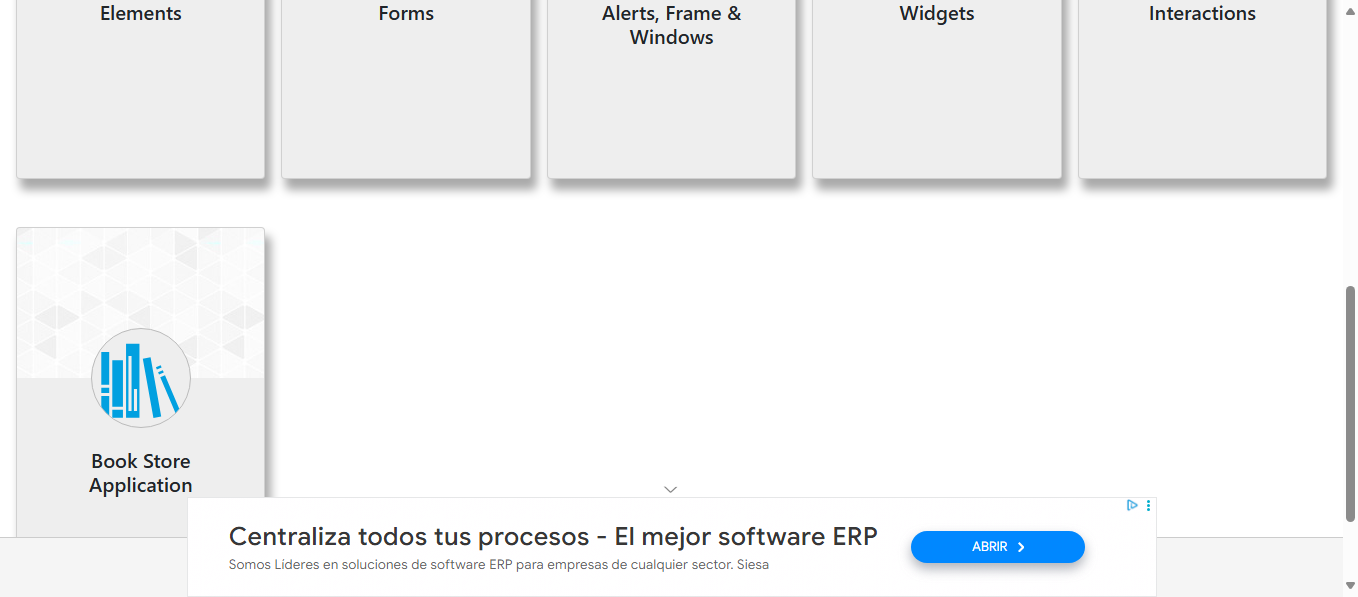 Elements
Forms
Alerts, Frame &
Windows
Widgets
Interactions
Book Store
Application
Centraliza todos tus procesos - El mejor software ERP
Somos Líderes en soluciones de software ERP para empresas de cualquier sector. Siesa
ABRIR